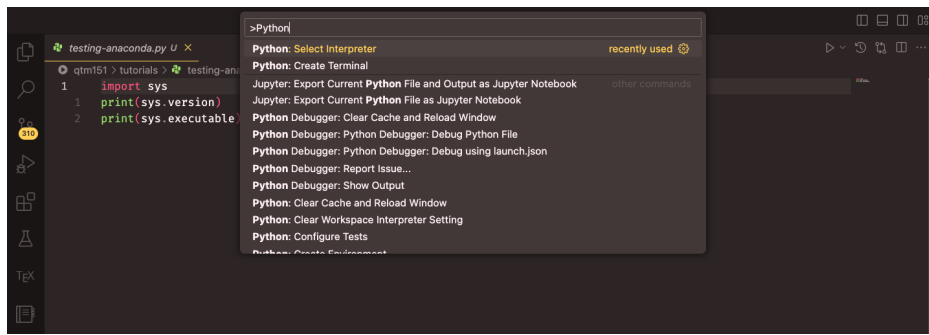 >Python
testing-anaconda.py U
qtm151 > tutorials > testing-ana
Python: Select Interpreter
recently used
Python: Create Terminal
Jupyter: Export Current Python File and Output as Jupyter Notebook
other commands
Jupyter: Export Current Python File as Jupyter Notebook
Python Debugger: Clear Cache and Reload Window
Python Debugger: Python Debugger: Debug Python File
Python Debugger: Python Debugger: Debug using launch.json
Python Debugger: Report Issue...
Python Debugger: Show Output
Python: Clear Cache and Reload Window
Python: Clear Workspace Interpreter Setting
Python: Configure Tests
Python: Create Environment
1 import sys
1 print(sys.version)
2 print(sys.executable)
310
TEX